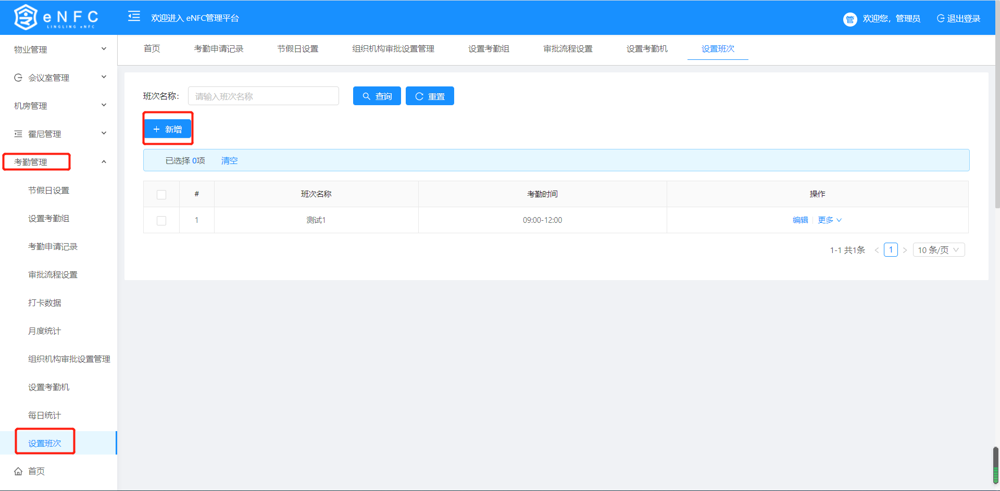 eNFC
LINGLING eNFC
欢迎进入 eNFC管理平台
管 欢迎您，管理员
退出登录
物业管理
会议室管理
机房管理
霍尼管理
考勤管理
节假日设置
设置考勤组
考勤申请记录
审批流程设置
打卡数据
月度统计
组织机构审批设置管理
设置考勤机
每日统计
设置班次
首页
首页 考勤申请记录 节假日设置 组织机构审批设置管理 设置考勤组 审批流程设置 设置考勤机 设置班次
班次名称： 请输入班次名称 查询 重置
新增
已选择 0项 清空
# 班次名称 考勤时间 操作
1 测试1 09:00-12:00 编辑 更多
1-1 共1条 < 1 > 10 条/页